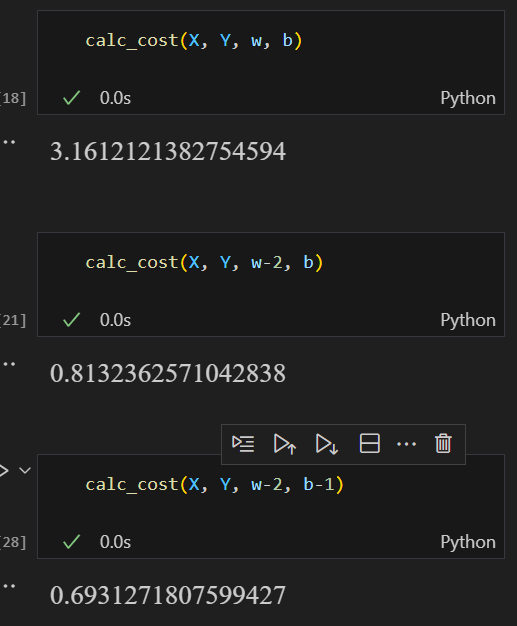 calc_cost(X, Y, w, b)
[18]
0.0s
Python
3.1612121382754594
calc_cost(X, Y, w-2, b)
[21]
0.0s
Python
0.8132362571042838
calc_cost(X, Y, w-2, b-1)
[28]
0.0s
Python
0.6931271807599427